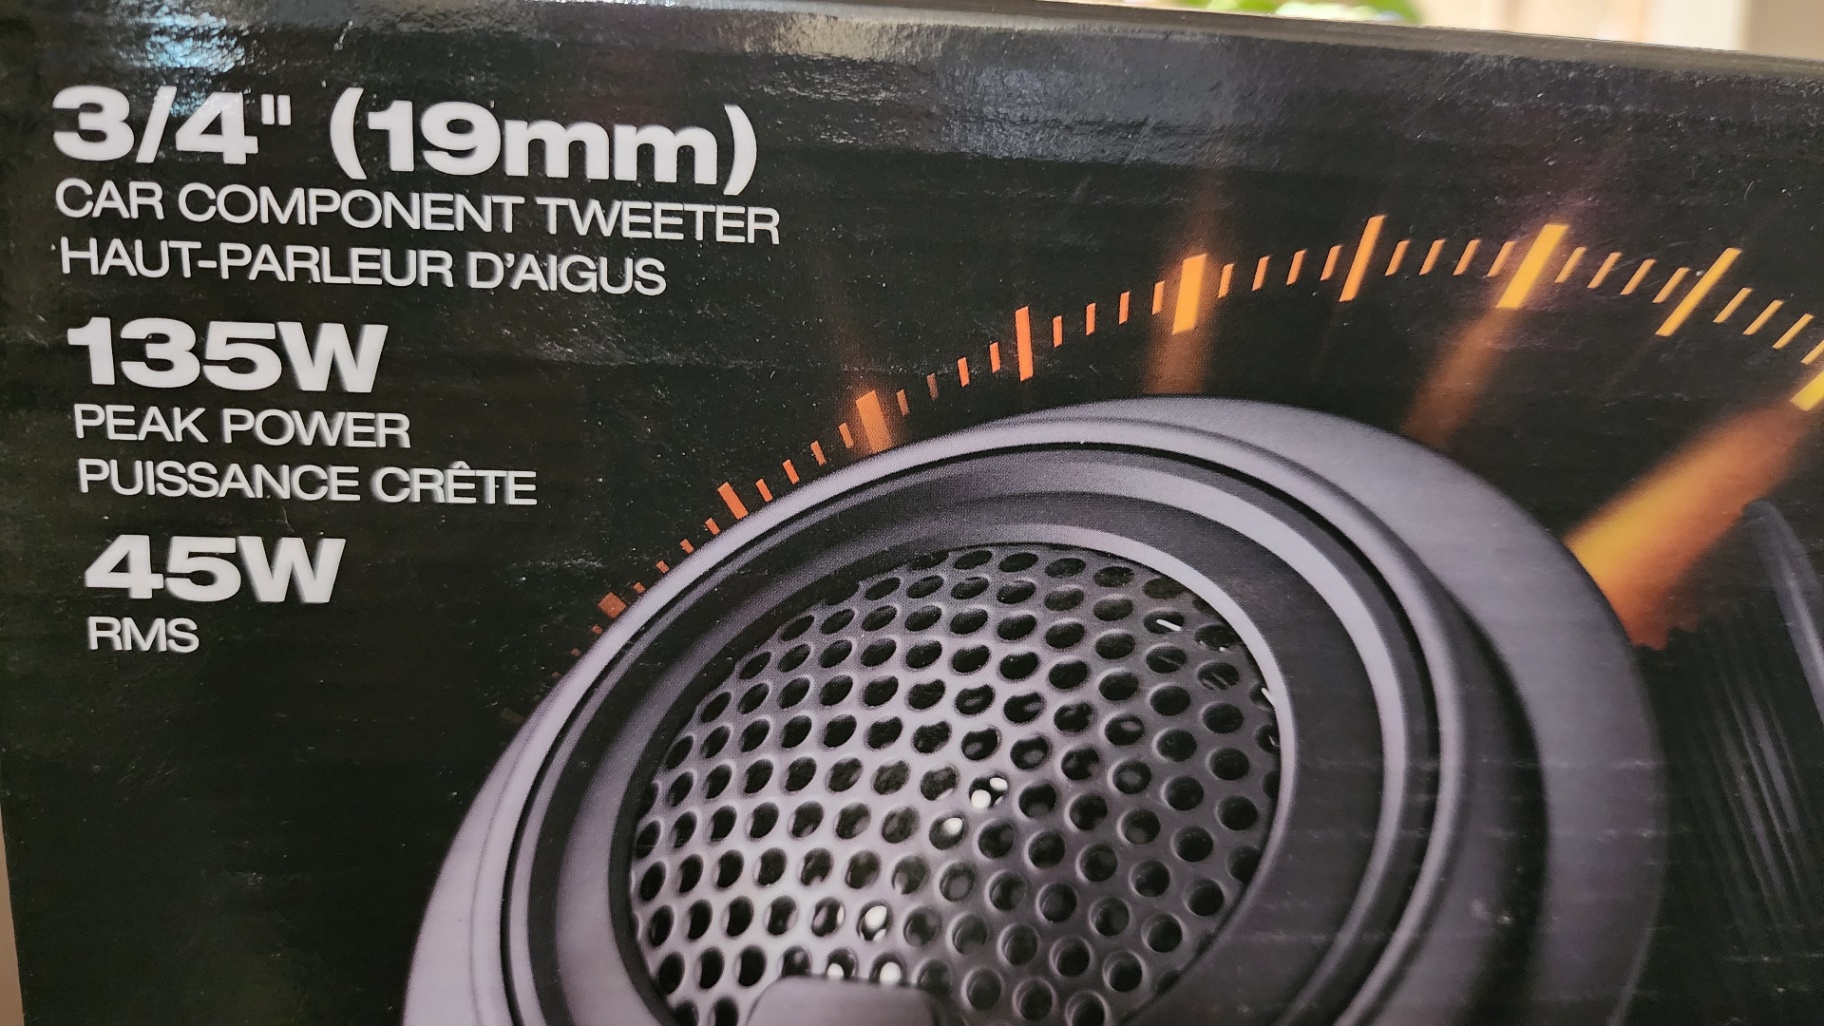 3/4" (19mm)
CAR COMPONENT TWEETER
HAUT-PARLEUR D'AIGUS
135W
PEAK POWER
PUISSANCE CRÊTE
45W
RMS